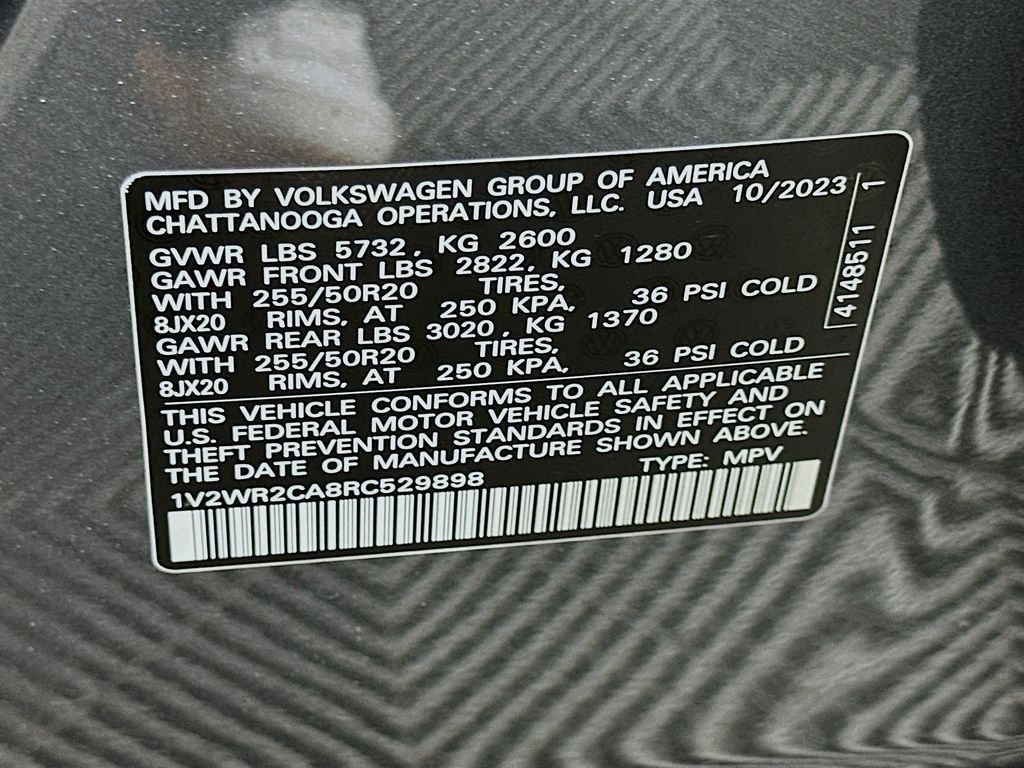 MFD BY VOLKSWAGEN GROUP OF AMERICA
CHATTANOOGA OPERATIONS, LLC. USA 10/2023
GVWR LBS 5732, KG 2600
GAWR FRONT LBS 2822, KG 1280
WITH 255/50R20 TIRES,
8JX20 RIMS, AT 250 KPA, 36 PSI COLD
GAWR REAR LBS 3020, KG 1370
WITH 255/50R20 TIRES,
8JX20 RIMS, AT 250 KPA, 36 PSI COLD
4148511 1
THIS VEHICLE CONFORMS TO ALL APPLICABLE
U.S. FEDERAL MOTOR VEHICLE SAFETY AND
THEFT PREVENTION STANDARDS IN EFFECT ON
THE DATE OF MANUFACTURE SHOWN ABOVE.
1V2WR2CA8RC529898 TYPE: MPV